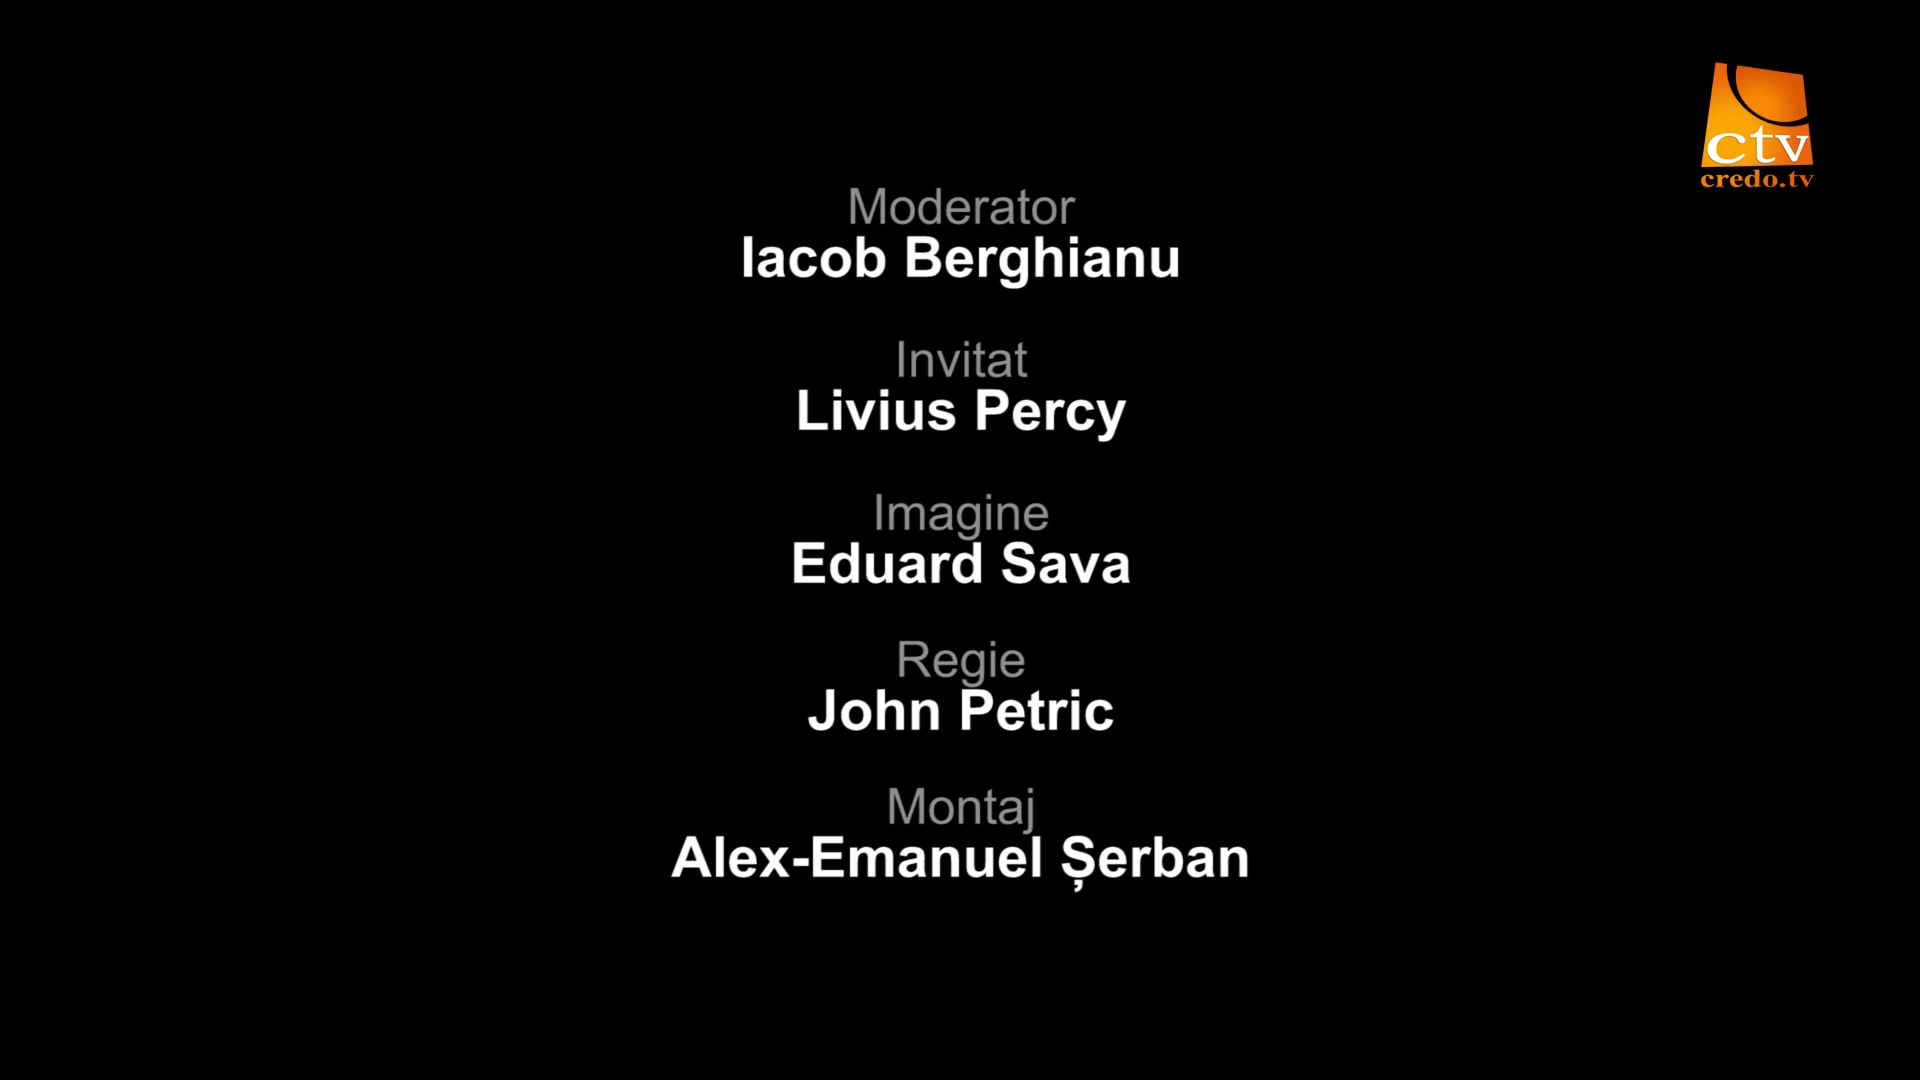 ctv
credo.tv
Moderator
Iacob Berghianu
Invitat
Livius Percy
Imagine
Eduard Sava
Regie
John Petric
Montaj
Alex-Emanuel Șerban